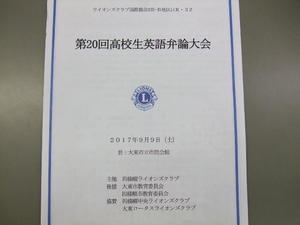 ライオンズクラブ国際協会335-B地区11R・3Z
第20回高校生英語弁論大会
2017年9月9日(土)
於:大東市立市民会館
主催 四條畷ライオンズクラブ
後援 大東市教育委員会
四條畷市教育委員会
協賛 四條畷中央ライオンズクラブ
大東ロータスライオンズクラブ